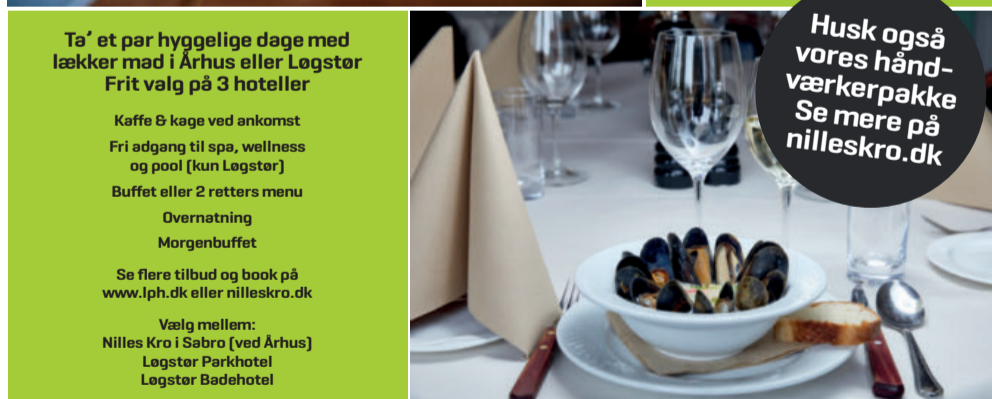 Ta' et par hyggelige dage med
lækker mad i Århus eller Løgstør
Frit valg på 3 hoteller
Kaffe & kage ved ankomst
Fri adgang til spa, wellness
og pool (kun Løgstør)
Buffet eller 2 retters menu
Overnatning
Morgenbuffet
Se flere tilbud og book på
www.lph.dk eller nilleskro.dk
Vælg mellem:
Nilles Kro i Sabro (ved Århus)
Løgstør Parkhotel
Løgstør Badehotel
Husk også
vores hånd-
værkerpakke
Se mere på
nilleskro.dk